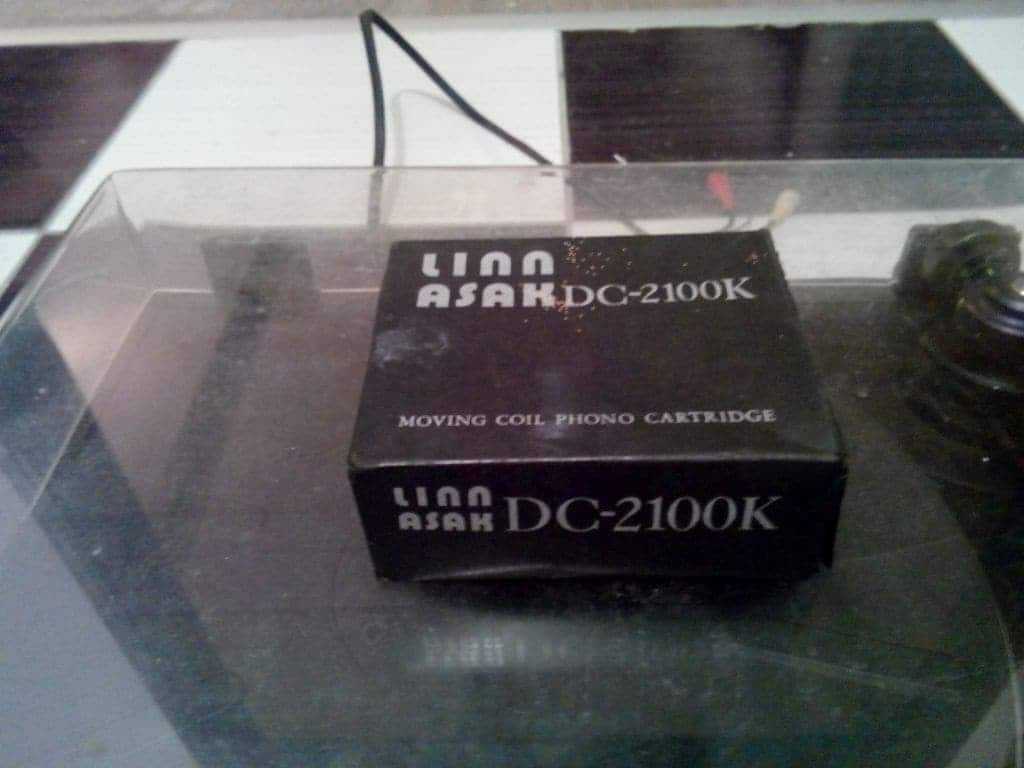 LINN
ASAK DC-2100K
MOVING COIL PHONO CARTRIDGE
LINN
ASAK DC-2100K